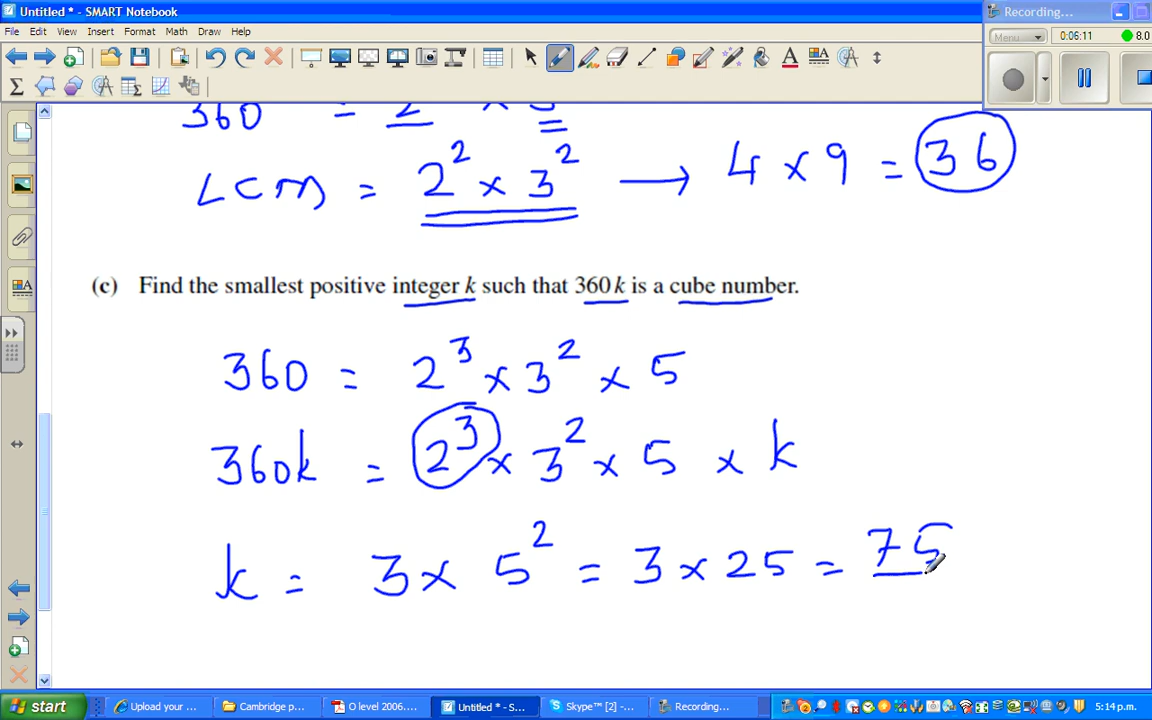 Untitled * - SMART Notebook
Recording...
File Edit View Insert Format Math Draw Help
Menu 0:06:11 8.0
360 = 2 × 3
LCM = 2² × 3² → 4 × 9 = 36
(c) Find the smallest positive integer k such that 360k is a cube number.
360 = 2³ × 3² × 5
360k = 2³ × 3² × 5 × k
k = 3 × 5² = 3 × 25 = 75
start Upload your ... Cambridge p... O level 2006.... Untitled * - S... Skype™ [2] -... Recording... 5:14 p.m.